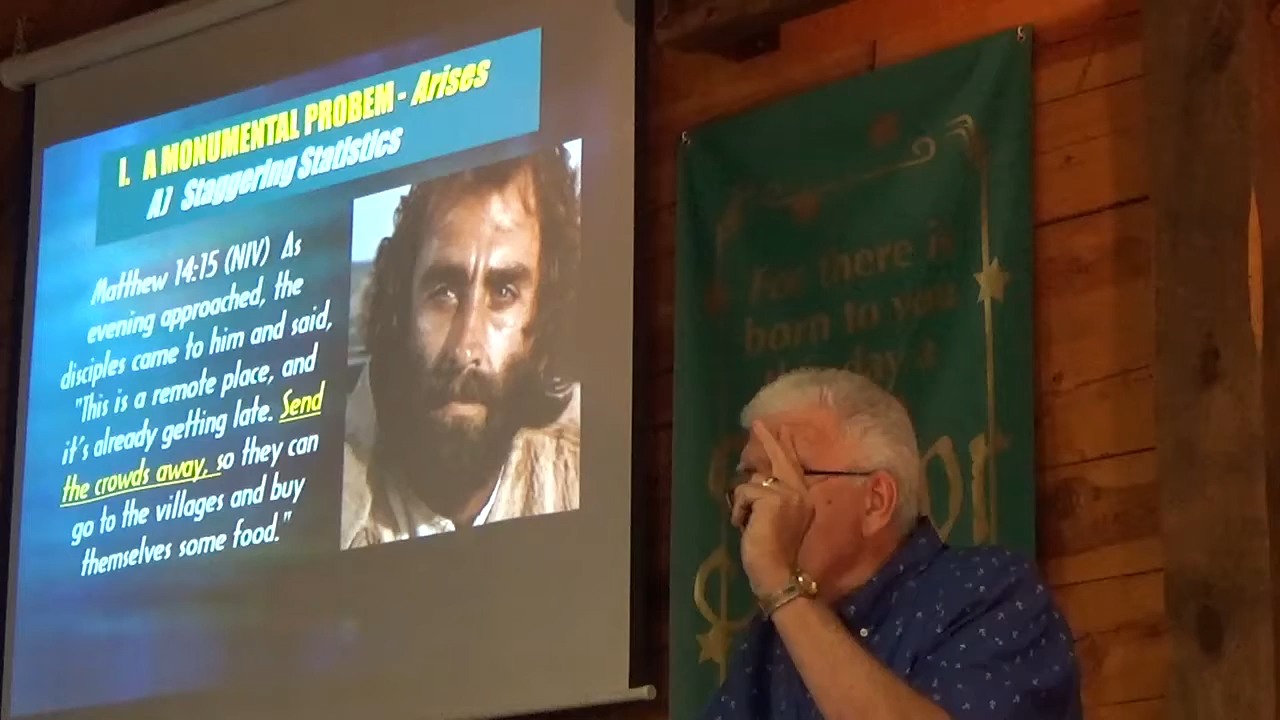 I. A MONUMENTAL PROBEM - Arises
A) Staggering Statistics
Matthew 14:15 (NIV) As
evening approached, the
disciples came to him and said,
"This is a remote place, and
it's already getting late. Send
the crowds away, so they can
go to the villages and buy
themselves some food."
For there is
born to you
day a